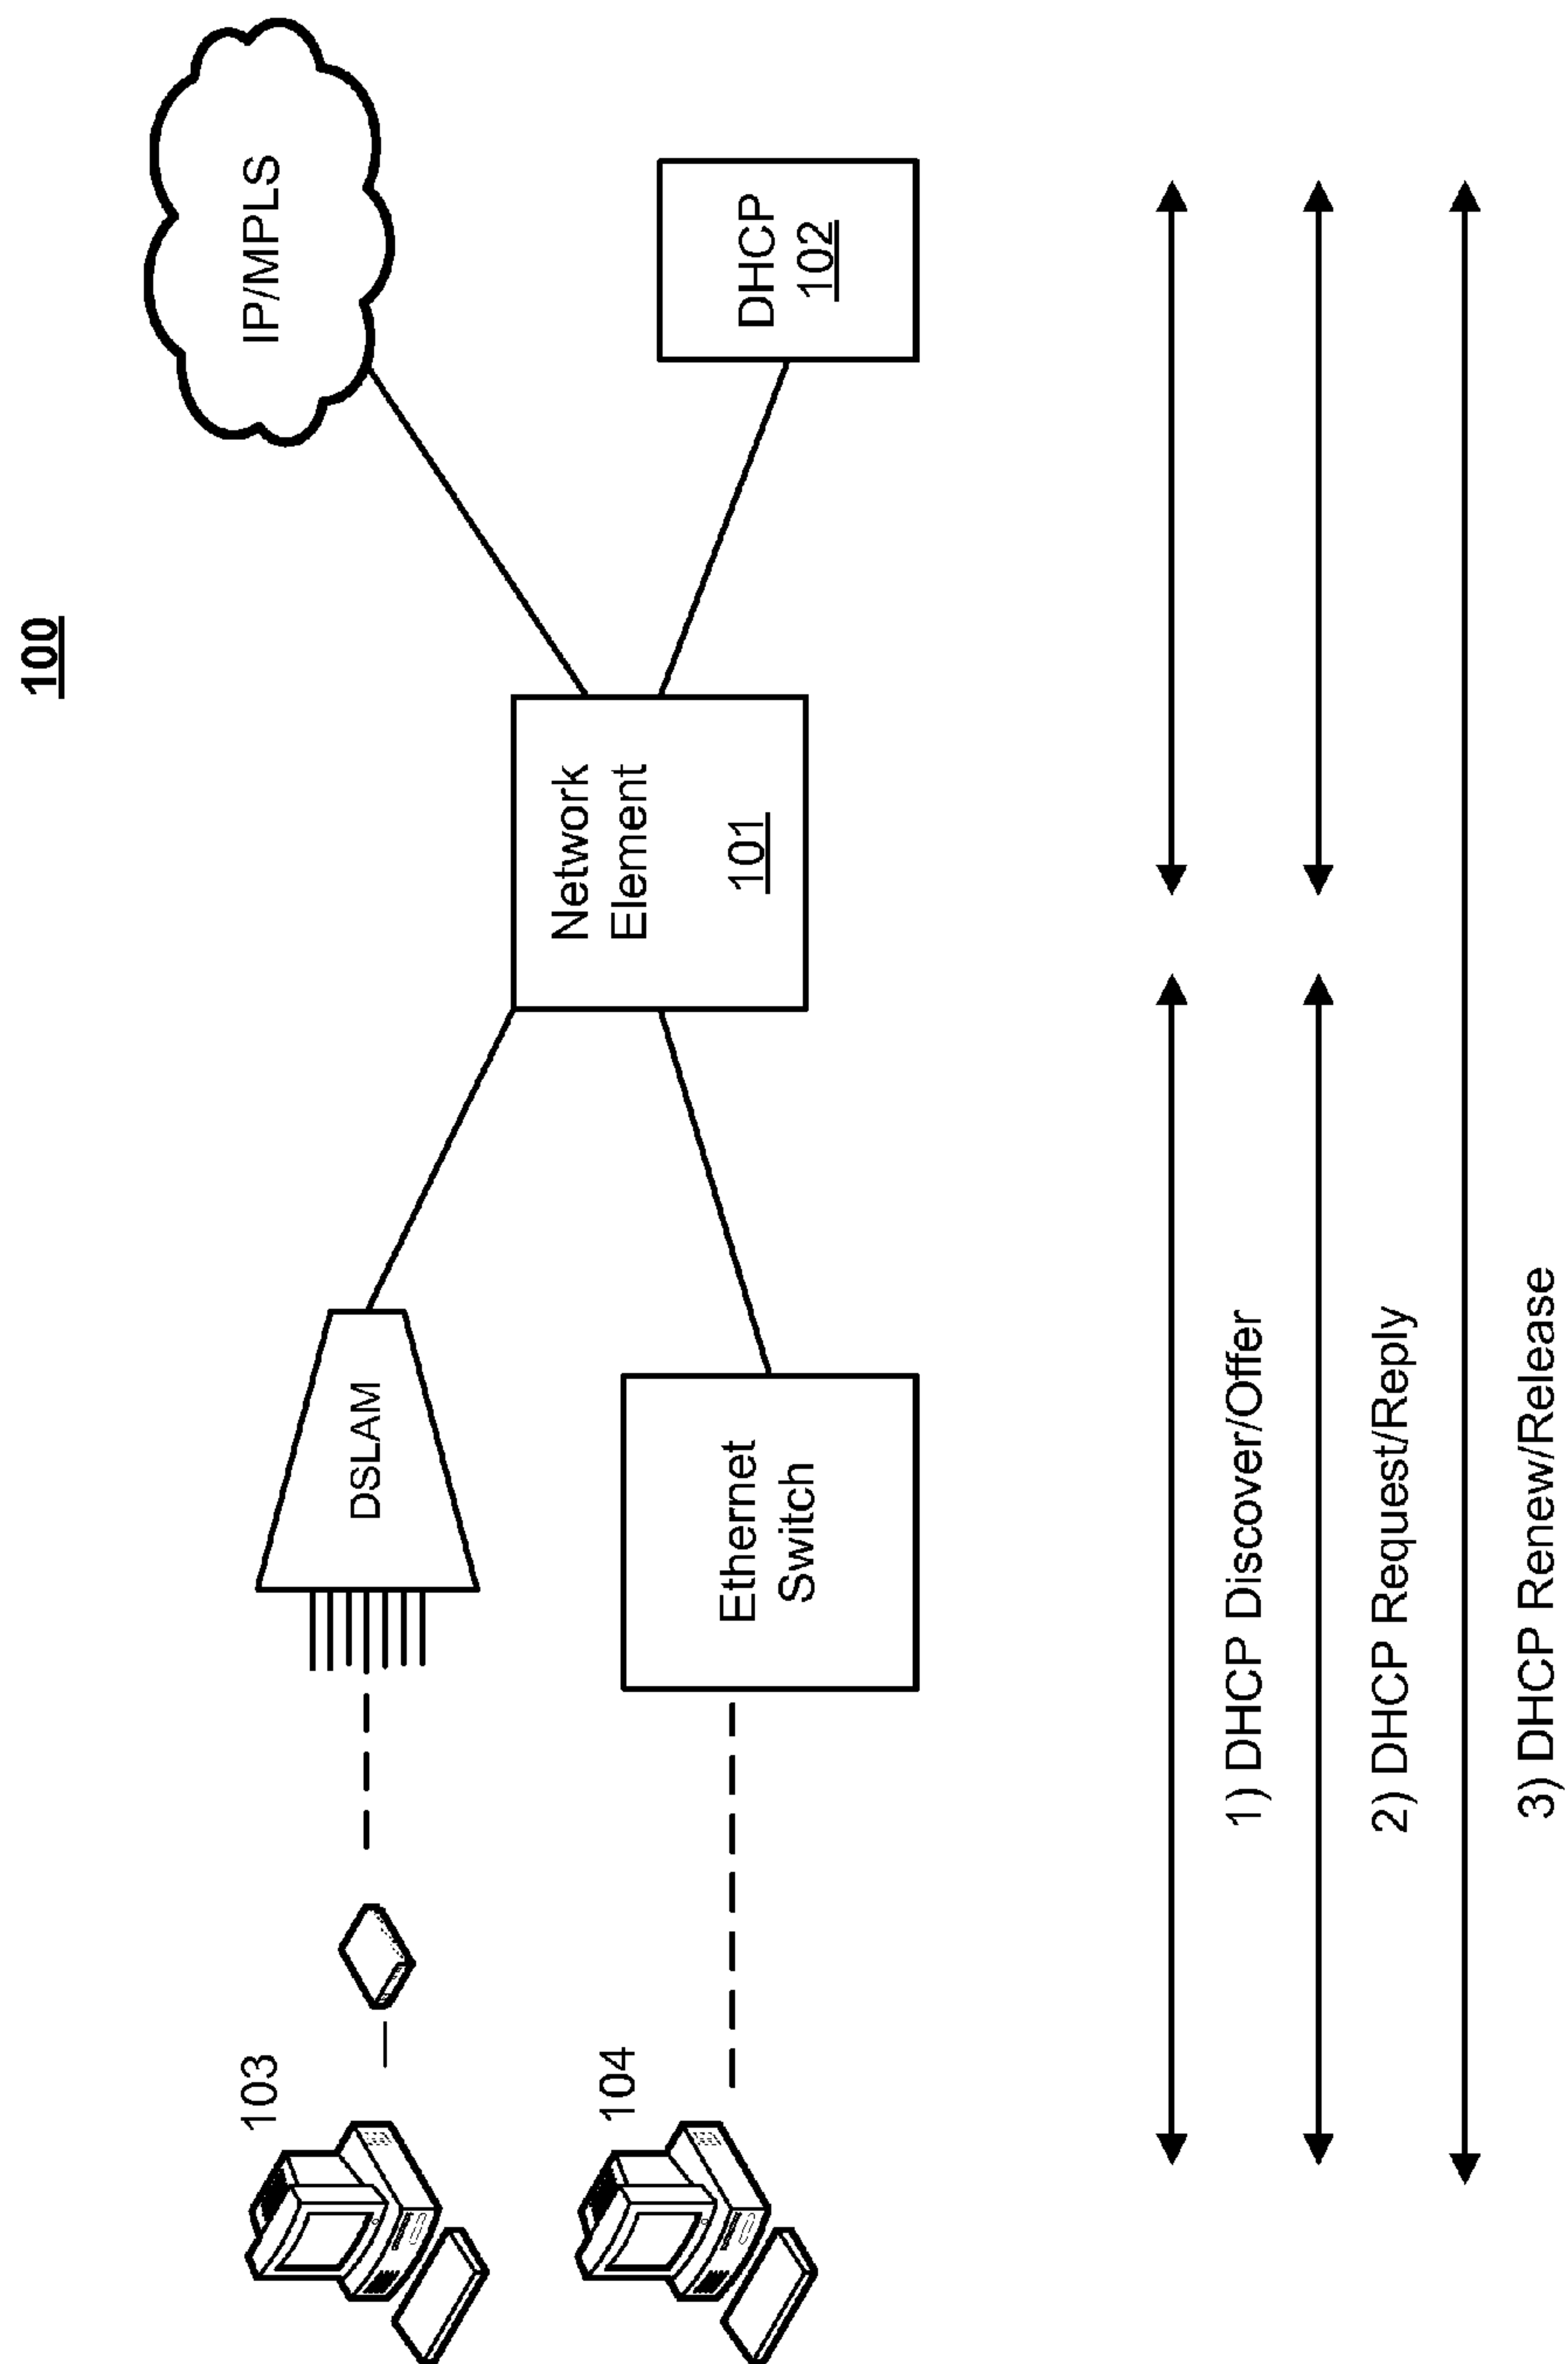 100
IP/MPLS
DHCP
102
Network
Element
101
DSLAM
Ethernet
Switch
103
104
1) DHCP Discover/Offer
2) DHCP Request/Reply
3) DHCP Renew/Release